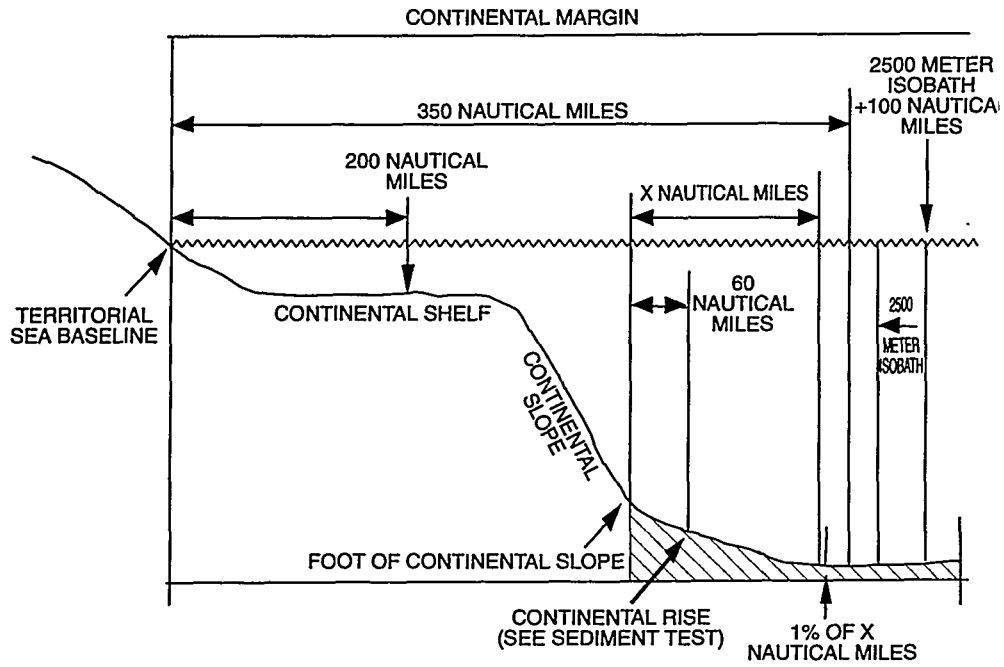 CONTINENTAL MARGIN
2500 METER
ISOBATH
+100 NAUTICA
MILES
350 NAUTICAL MILES
200 NAUTICAL
MILES
X NAUTICAL MILES
60
NAUTICAL
MILES
TERRITORIAL
SEA BASELINE
CONTINENTAL SHELF
2500
METER
ISOBATH
CONTINENTAL
SLOPE
FOOT OF CONTINENTAL SLOPE
CONTINENTAL RISE
(SEE SEDIMENT TEST)
1% OF X
NAUTICAL MILES